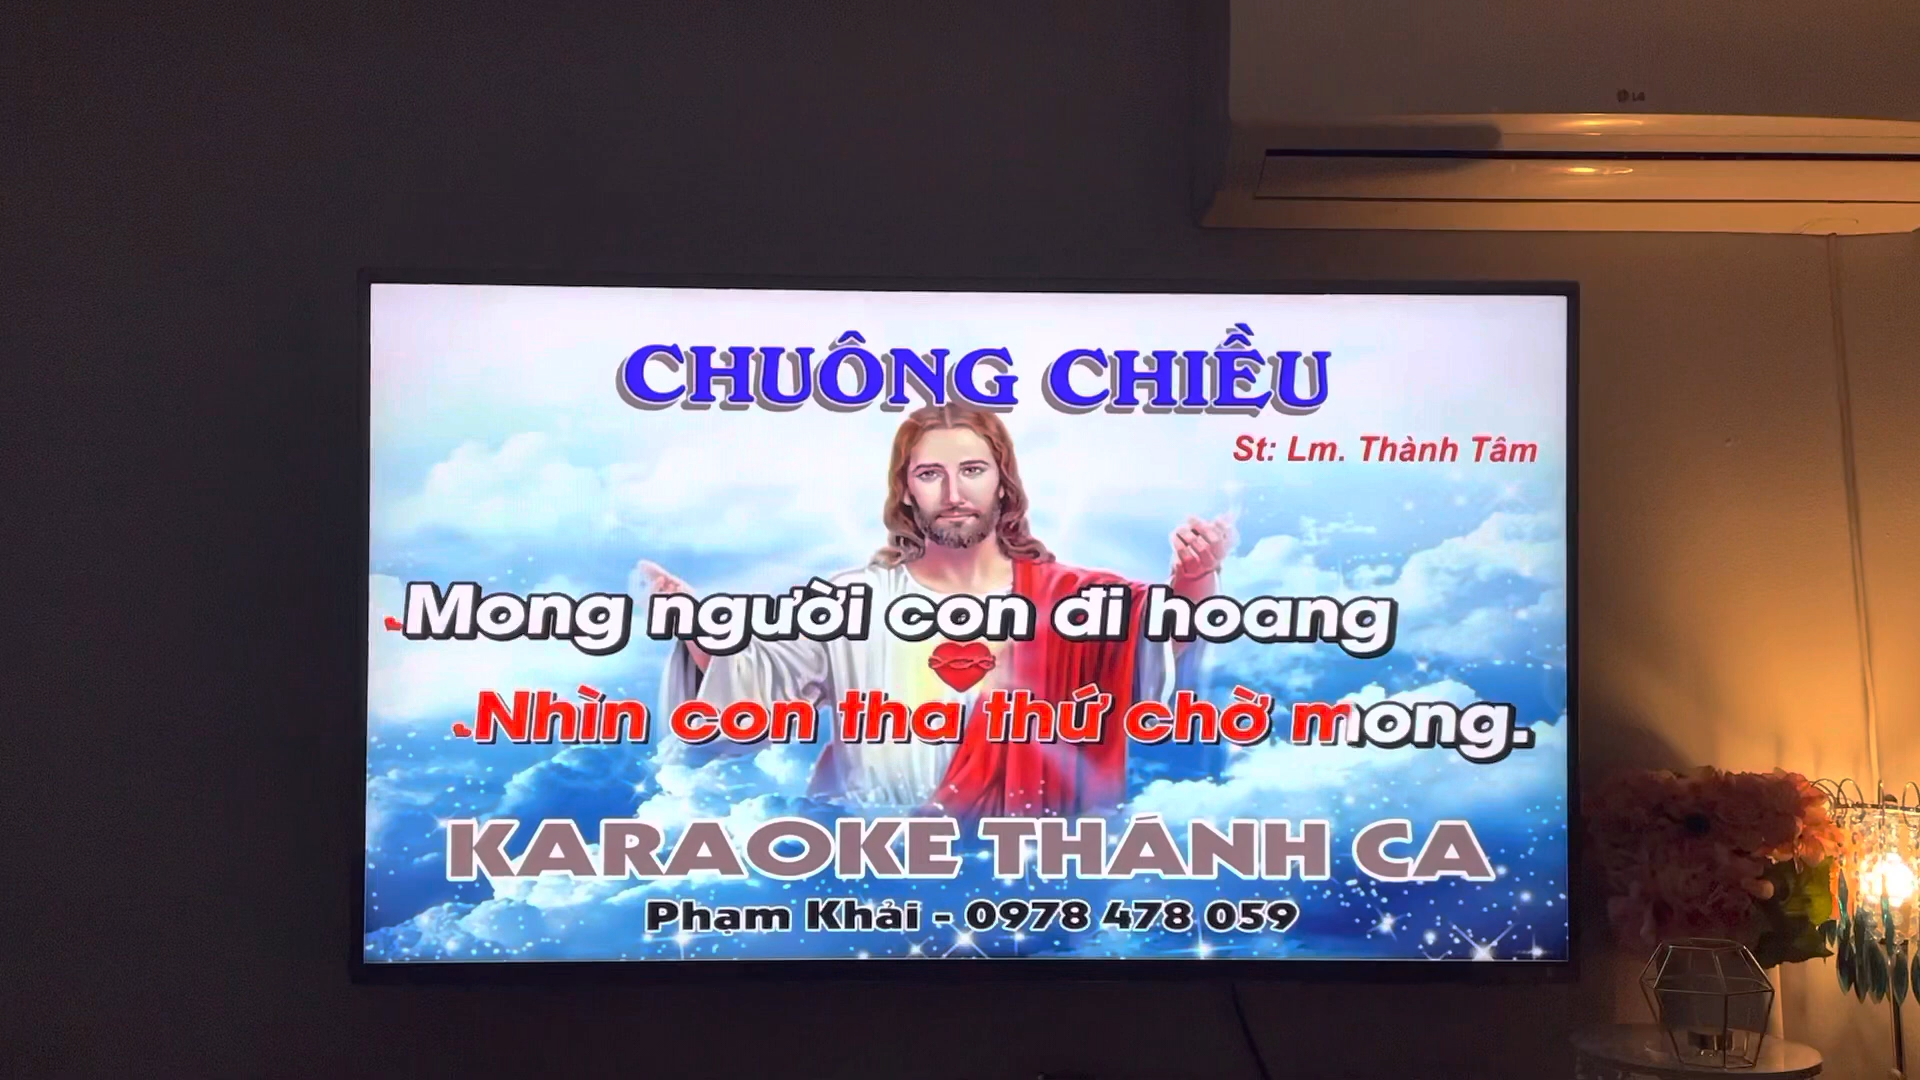 LG
CHUÔNG CHIỀU
St: Lm. Thành Tâm
Mong người con đi hoang
Nhìn con tha thứ chờ mong.
KARAOKE THÁNH CA
Phạm Khải - 0978 478 059